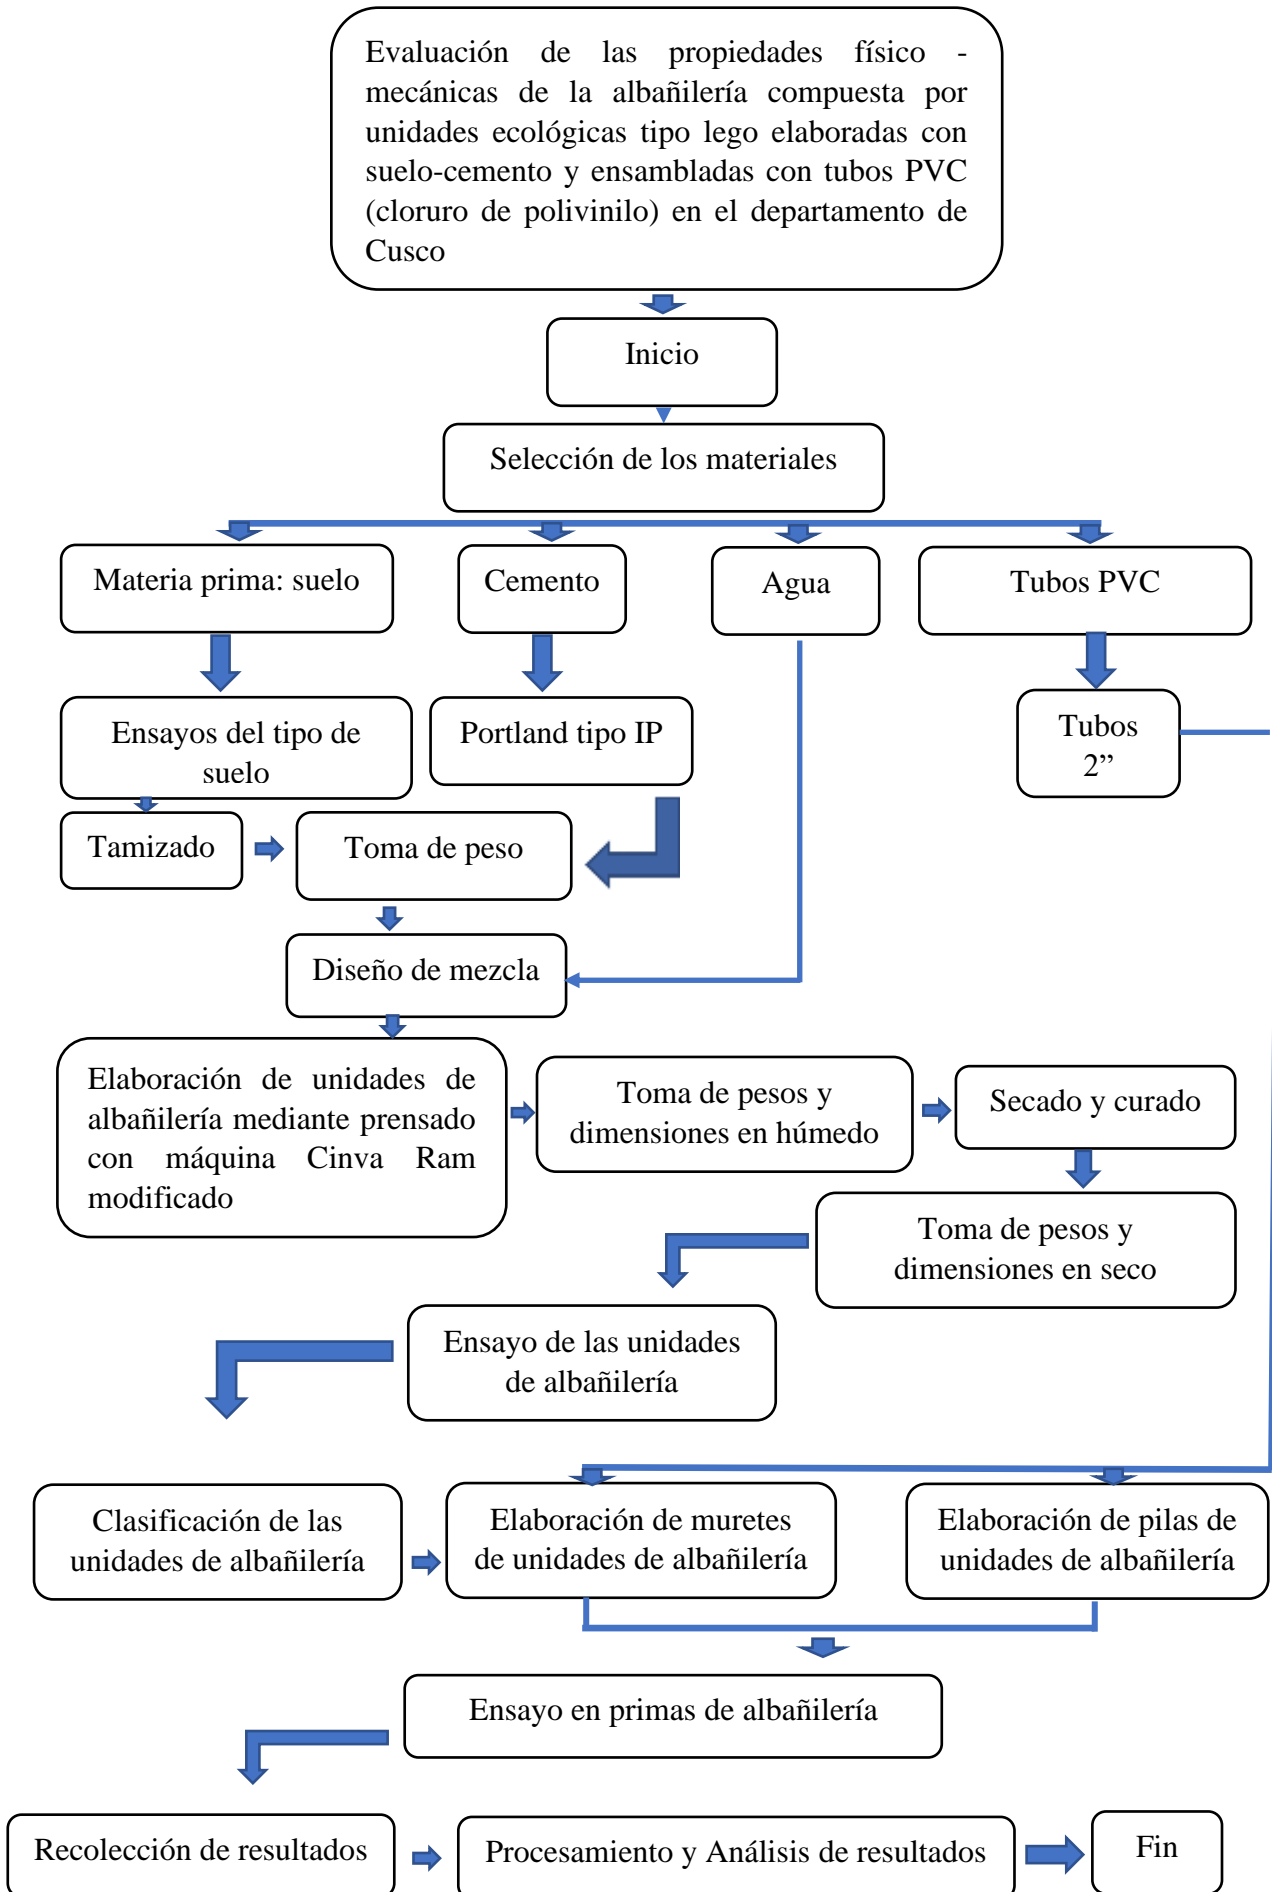 Evaluación de las propiedades físico -
mecánicas de la albañilería compuesta por
unidades ecológicas tipo lego elaboradas con
suelo-cemento y ensambladas con tubos PVC
(cloruro de polivinilo) en el departamento de
Cusco
Inicio
Selección de los materiales
Materia prima: suelo
Cemento
Agua
Tubos PVC
Ensayos del tipo de
suelo
Portland tipo IP
Tubos
2”
Tamizado
Toma de peso
Diseño de mezcla
Elaboración de unidades de
albañilería mediante prensado
con máquina Cinva Ram
modificado
Toma de pesos y
dimensiones en húmedo
Secado y curado
Toma de pesos y
dimensiones en seco
Ensayo de las unidades
de albañilería
Clasificación de las
unidades de albañilería
Elaboración de muretes
de unidades de albañilería
Elaboración de pilas de
unidades de albañilería
Ensayo en primas de albañilería
Recolección de resultados
Procesamiento y Análisis de resultados
Fin